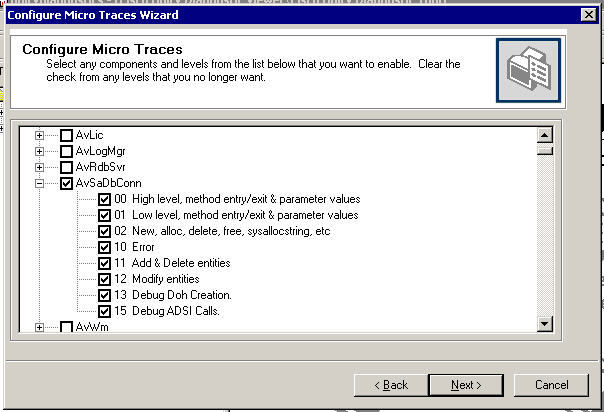 Configure Micro Traces Wizard
Configure Micro Traces
Select any components and levels from the list below that you want to enable. Clear the
check from any levels that you no longer want.
AvLic
AvLogMgr
AvRdbSvr
AvSaDbConn
00 High level, method entry/exit & parameter values
01 Low level, method entry/exit & parameter values
02 New, alloc, delete, free, sysallocstring, etc
10 Error
11 Add & Delete entities
12 Modify entities
13 Debug Doh Creation.
15 Debug ADSI Calls.
AvWm
< Back Next > Cancel